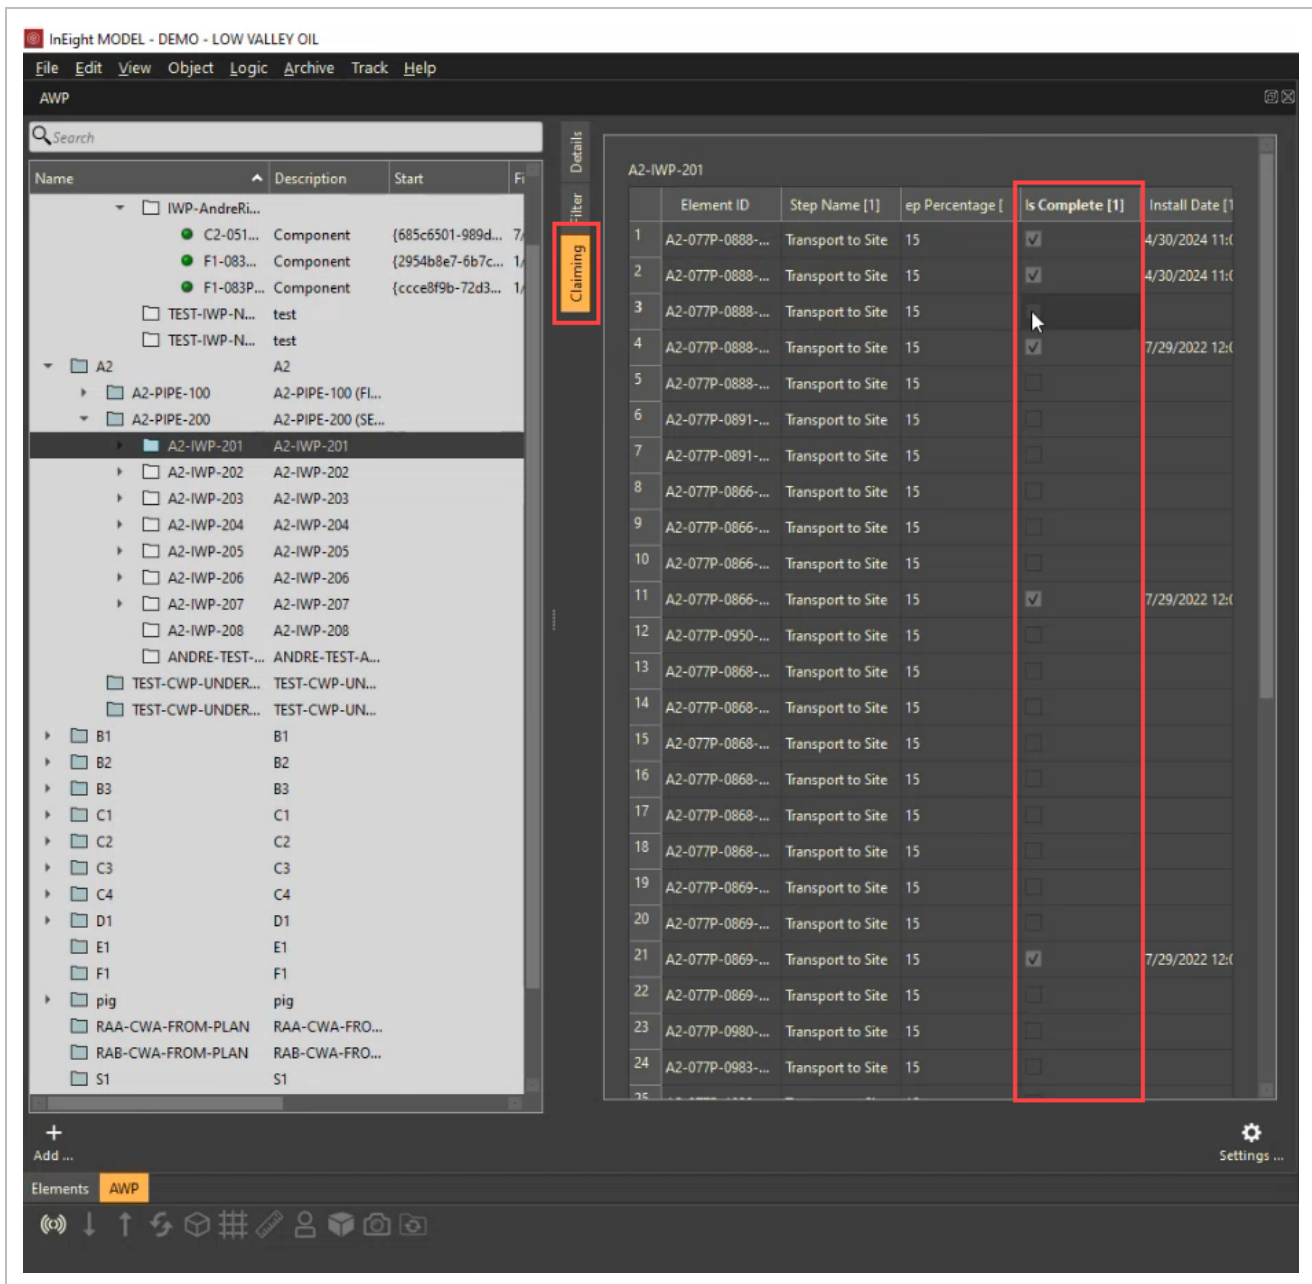 InEight MODEL - DEMO - LOW VALLEY OIL
File Edit View Object Logic Archive Track Help
AWP
Search
Name Description Start Fi
IWP-AndreRi...
C2-051... Component {685c6501-989d... 7/
F1-083... Component {2954b8e7-6b7c... 1/
F1-083P... Component {ccce8f9b-72d3... 1/
TEST-IWP-N... test
TEST-IWP-N... test
A2 A2
A2-PIPE-100 A2-PIPE-100 (FI...
A2-PIPE-200 A2-PIPE-200 (SE...
A2-IWP-201 A2-IWP-201
A2-IWP-202 A2-IWP-202
A2-IWP-203 A2-IWP-203
A2-IWP-204 A2-IWP-204
A2-IWP-205 A2-IWP-205
A2-IWP-206 A2-IWP-206
A2-IWP-207 A2-IWP-207
A2-IWP-208 A2-IWP-208
ANDRE-TEST-... ANDRE-TEST-A...
TEST-CWP-UNDER... TEST-CWP-UN...
TEST-CWP-UNDER... TEST-CWP-UN...
B1 B1
B2 B2
B3 B3
C1 C1
C2 C2
C3 C3
C4 C4
D1 D1
E1 E1
F1 F1
pig pig
RAA-CWA-FROM-PLAN RAA-CWA-FRO...
RAB-CWA-FROM-PLAN RAB-CWA-FRO...
S1 S1
Details
Filter
Claiming
A2-IWP-201
Element ID Step Name [1] ep Percentage [ Is Complete [1] Install Date [1
1 A2-077P-0888-... Transport to Site 15 4/30/2024 11:0
2 A2-077P-0888-... Transport to Site 15 4/30/2024 11:0
3 A2-077P-0888-... Transport to Site 15
4 A2-077P-0888-... Transport to Site 15 7/29/2022 12:0
5 A2-077P-0888-... Transport to Site 15
6 A2-077P-0891-... Transport to Site 15
7 A2-077P-0891-... Transport to Site 15
8 A2-077P-0866-... Transport to Site 15
9 A2-077P-0866-... Transport to Site 15
10 A2-077P-0866-... Transport to Site 15
11 A2-077P-0866-... Transport to Site 15 7/29/2022 12:0
12 A2-077P-0950-... Transport to Site 15
13 A2-077P-0868-... Transport to Site 15
14 A2-077P-0868-... Transport to Site 15
15 A2-077P-0868-... Transport to Site 15
16 A2-077P-0868-... Transport to Site 15
17 A2-077P-0868-... Transport to Site 15
18 A2-077P-0868-... Transport to Site 15
19 A2-077P-0869-... Transport to Site 15
20 A2-077P-0869-... Transport to Site 15
21 A2-077P-0869-... Transport to Site 15 7/29/2022 12:0
22 A2-077P-0869-... Transport to Site 15
23 A2-077P-0980-... Transport to Site 15
24 A2-077P-0983-... Transport to Site 15
25
Add ...
Settings ...
Elements AWP